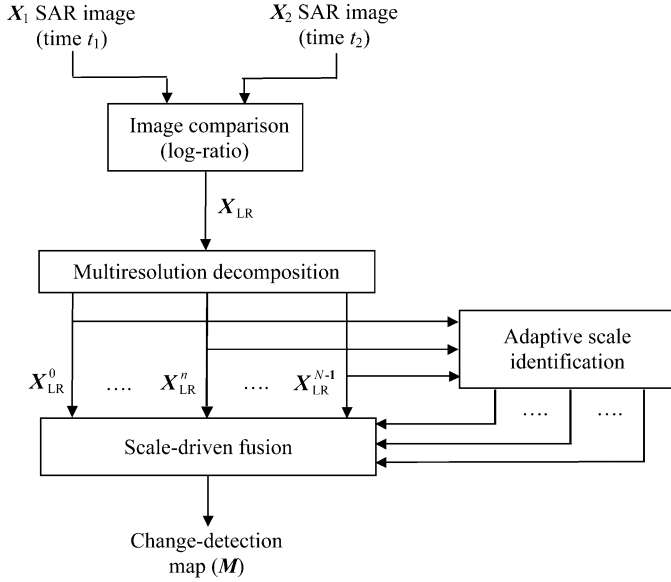 X1 SAR image
(time t1)
X2 SAR image
(time t2)
Image comparison
(log-ratio)
XLR
Multiresolution decomposition
Adaptive scale
identification
X0LR
....
XnLR
....
XN-1LR
....
....
Scale-driven fusion
Change-detection
map (M)